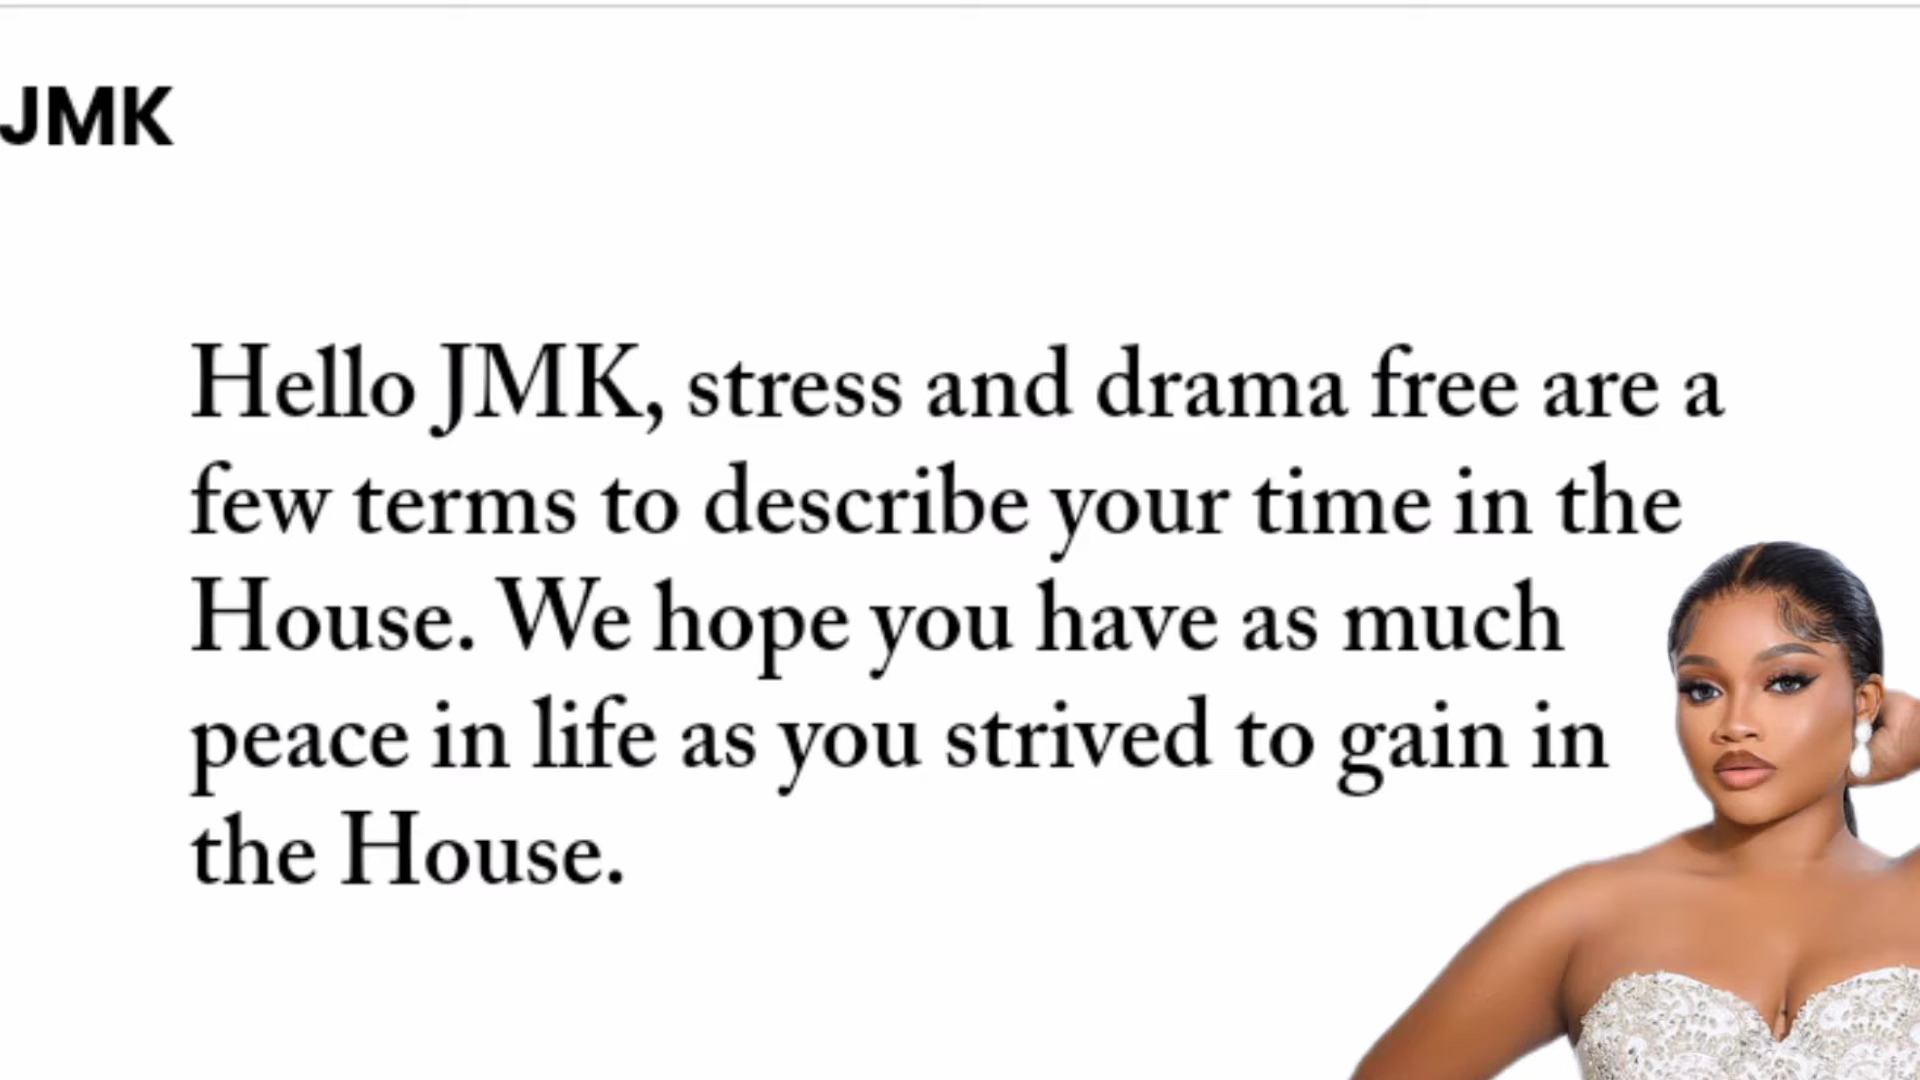 JMK
Hello JMK, stress and drama free are a
few terms to describe your time in the
House. We hope you have as much
peace in life as you strived to gain in
the House.